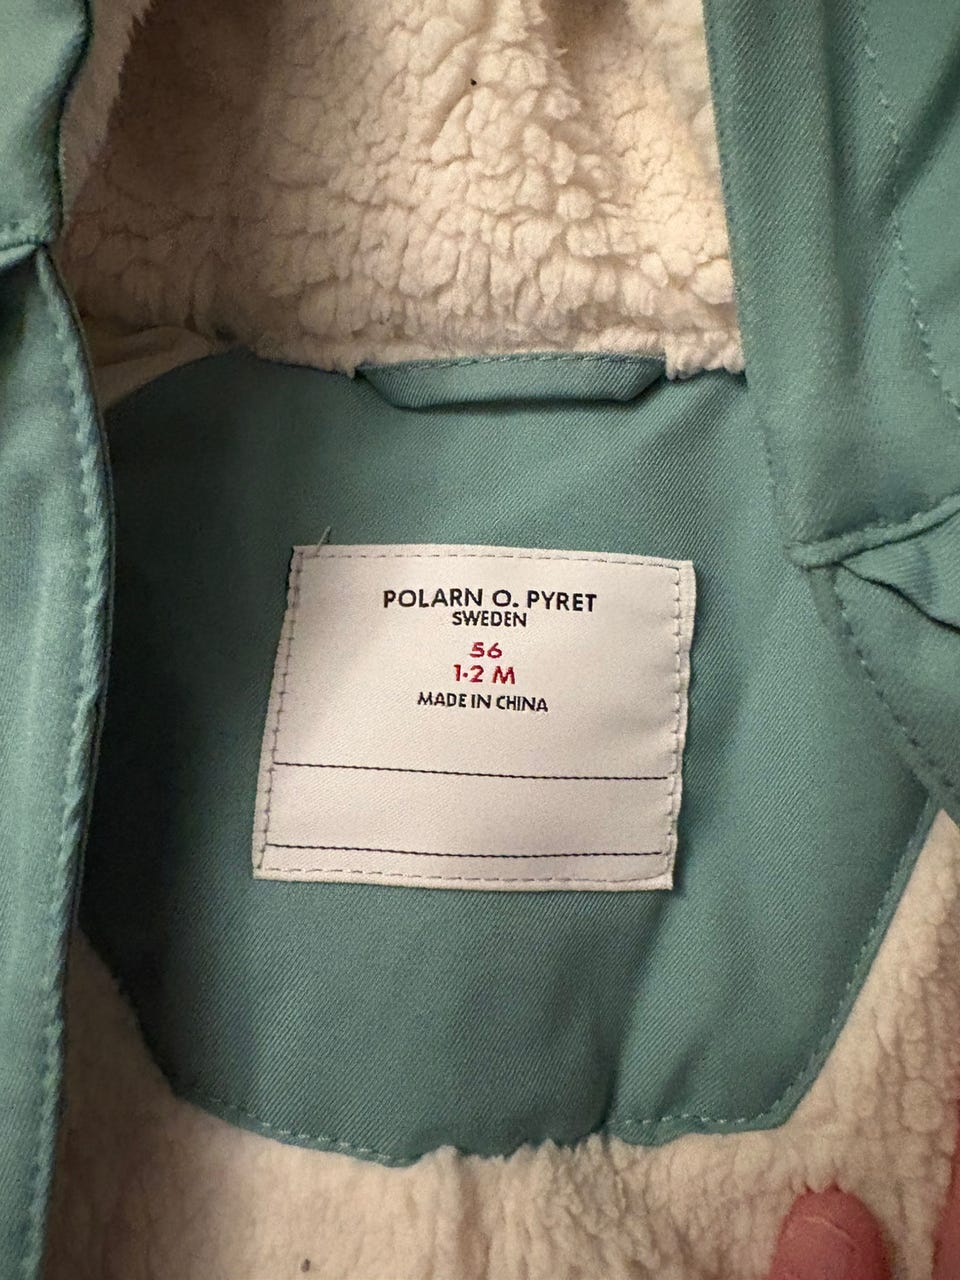 POLARN O. PYRET
SWEDEN
56
1-2 M
MADE IN CHINA